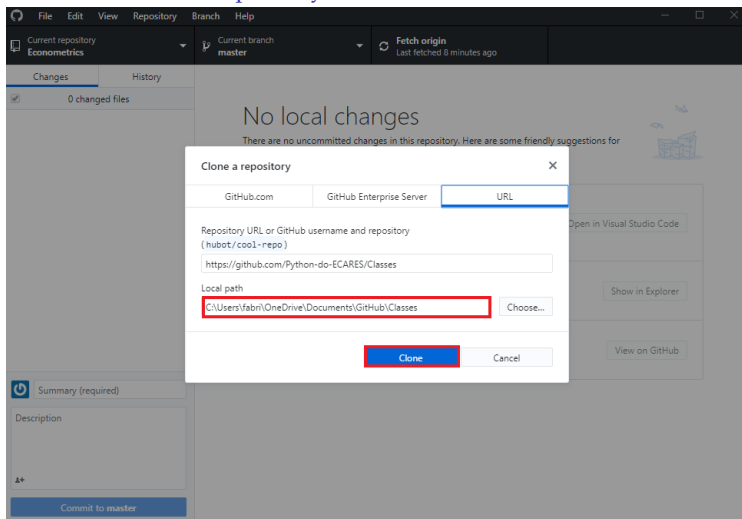 File Edit View Repository Branch Help
Current repository
Econometrics
Current branch
master
Fetch origin
Last fetched 8 minutes ago
Changes History
0 changed files
No local changes
There are no uncommitted changes in this repository. Here are some friendly suggestions for
Clone a repository
GitHub.com GitHub Enterprise Server URL
Repository URL or GitHub username and repository
(hubot/cool-repo)
https://github.com/Python-do-ECARES/Classes
Local path
C:\Users\fabri\OneDrive\Documents\GitHub\Classes Choose...
Clone Cancel
Open in Visual Studio Code
Show in Explorer
View on GitHub
Summary (required)
Description
Commit to master